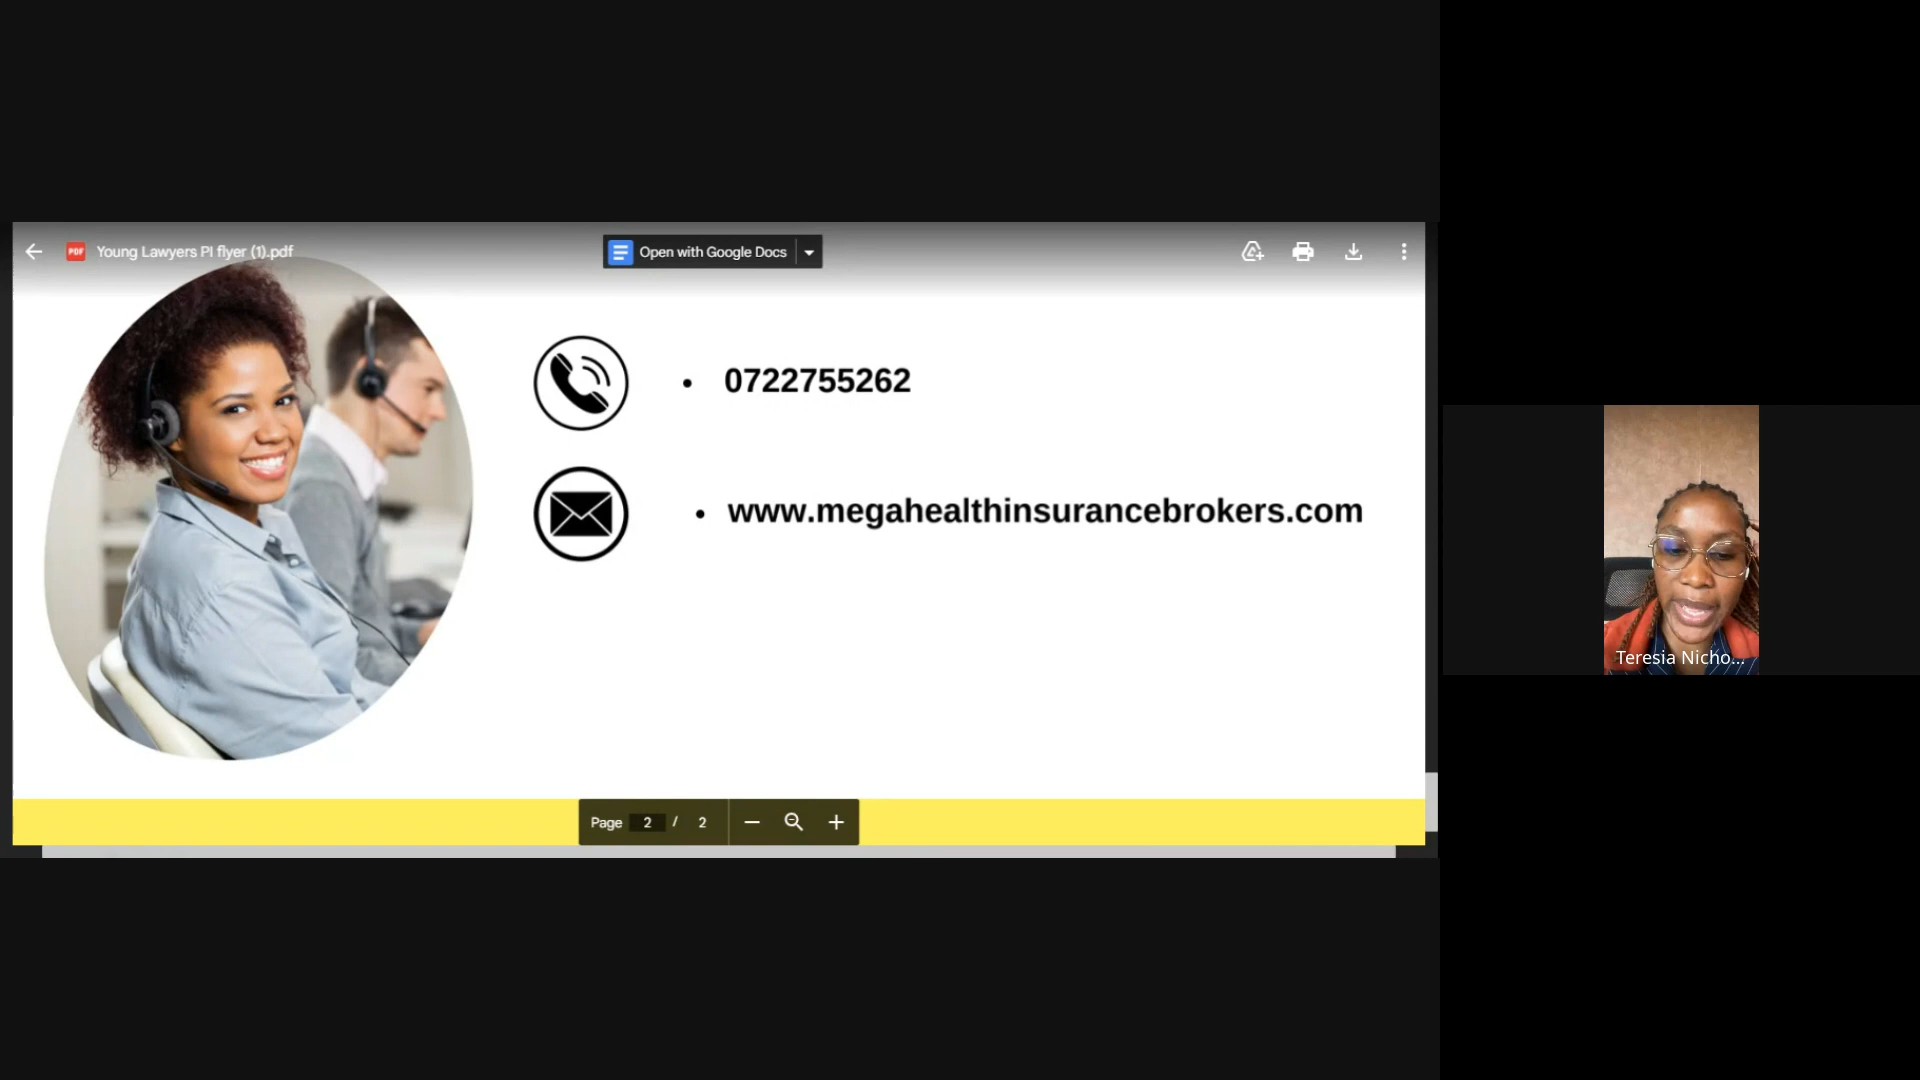 Young Lawyers PI flyer (1).pdf
Open with Google Docs
0722755262
www.megahealthinsurancebrokers.com
Page 2 / 2
Teresia Nicho...